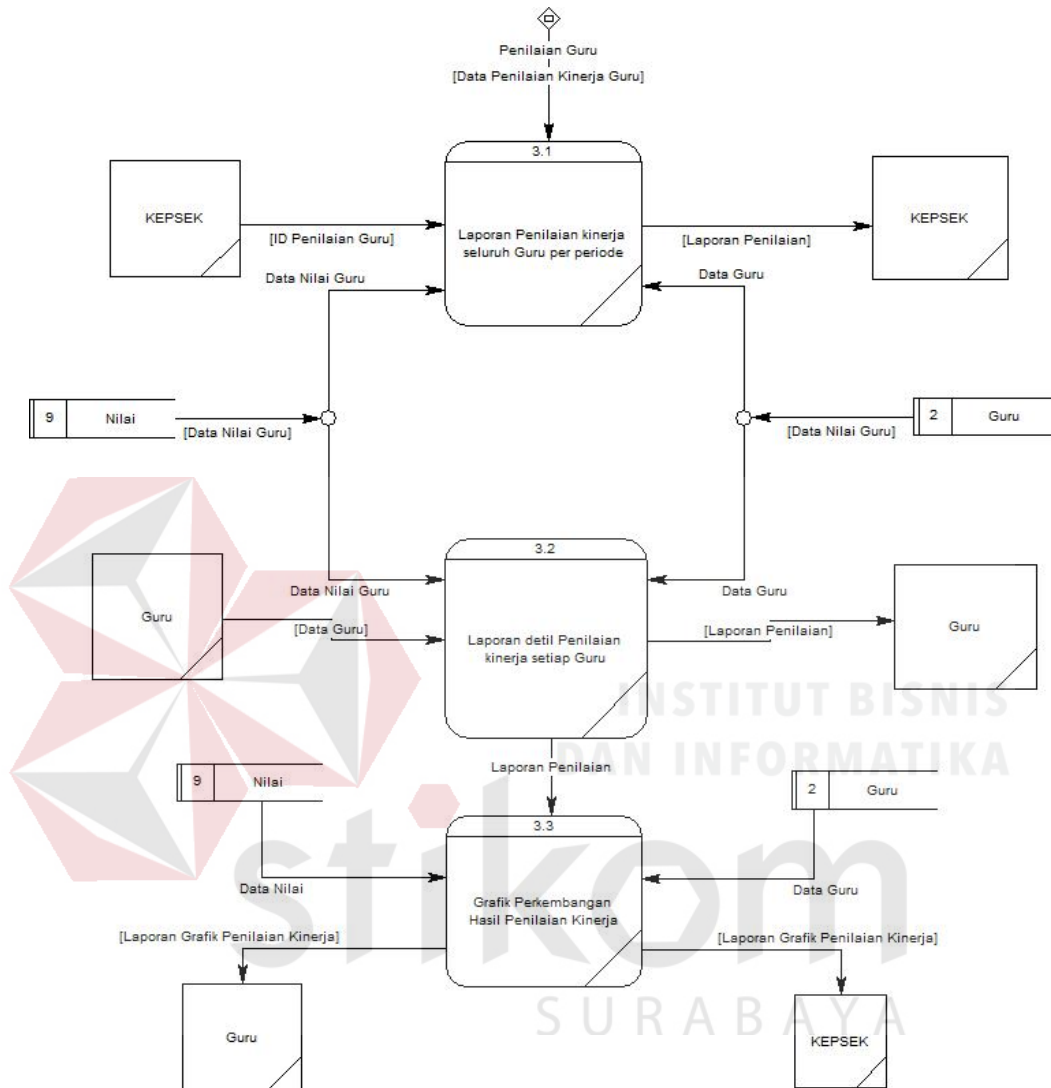 Penilaian Guru
[Data Penilaian Kinerja Guru]
3.1
KEPSEK
[ID Penilaian Guru]
Laporan Penilaian kinerja
seluruh Guru per periode
[Laporan Penilaian]
KEPSEK
Data Nilai Guru
Data Guru
9
Nilai
[Data Nilai Guru]
[Data Nilai Guru]
2
Guru
3.2
Data Nilai Guru
Data Guru
Guru
[Data Guru]
Laporan detil Penilaian
kinerja setiap Guru
[Laporan Penilaian]
Guru
INSTITUT BISNIS
DAN INFORMATIKA
Laporan Penilaian
9
Nilai
2
Guru
stikom
3.3
Data Nilai
Data Guru
Grafik Perkembangan
Hasil Penilaian Kinerja
[Laporan Grafik Penilaian Kinerja]
[Laporan Grafik Penilaian Kinerja]
SURABAYA
Guru
KEPSEK